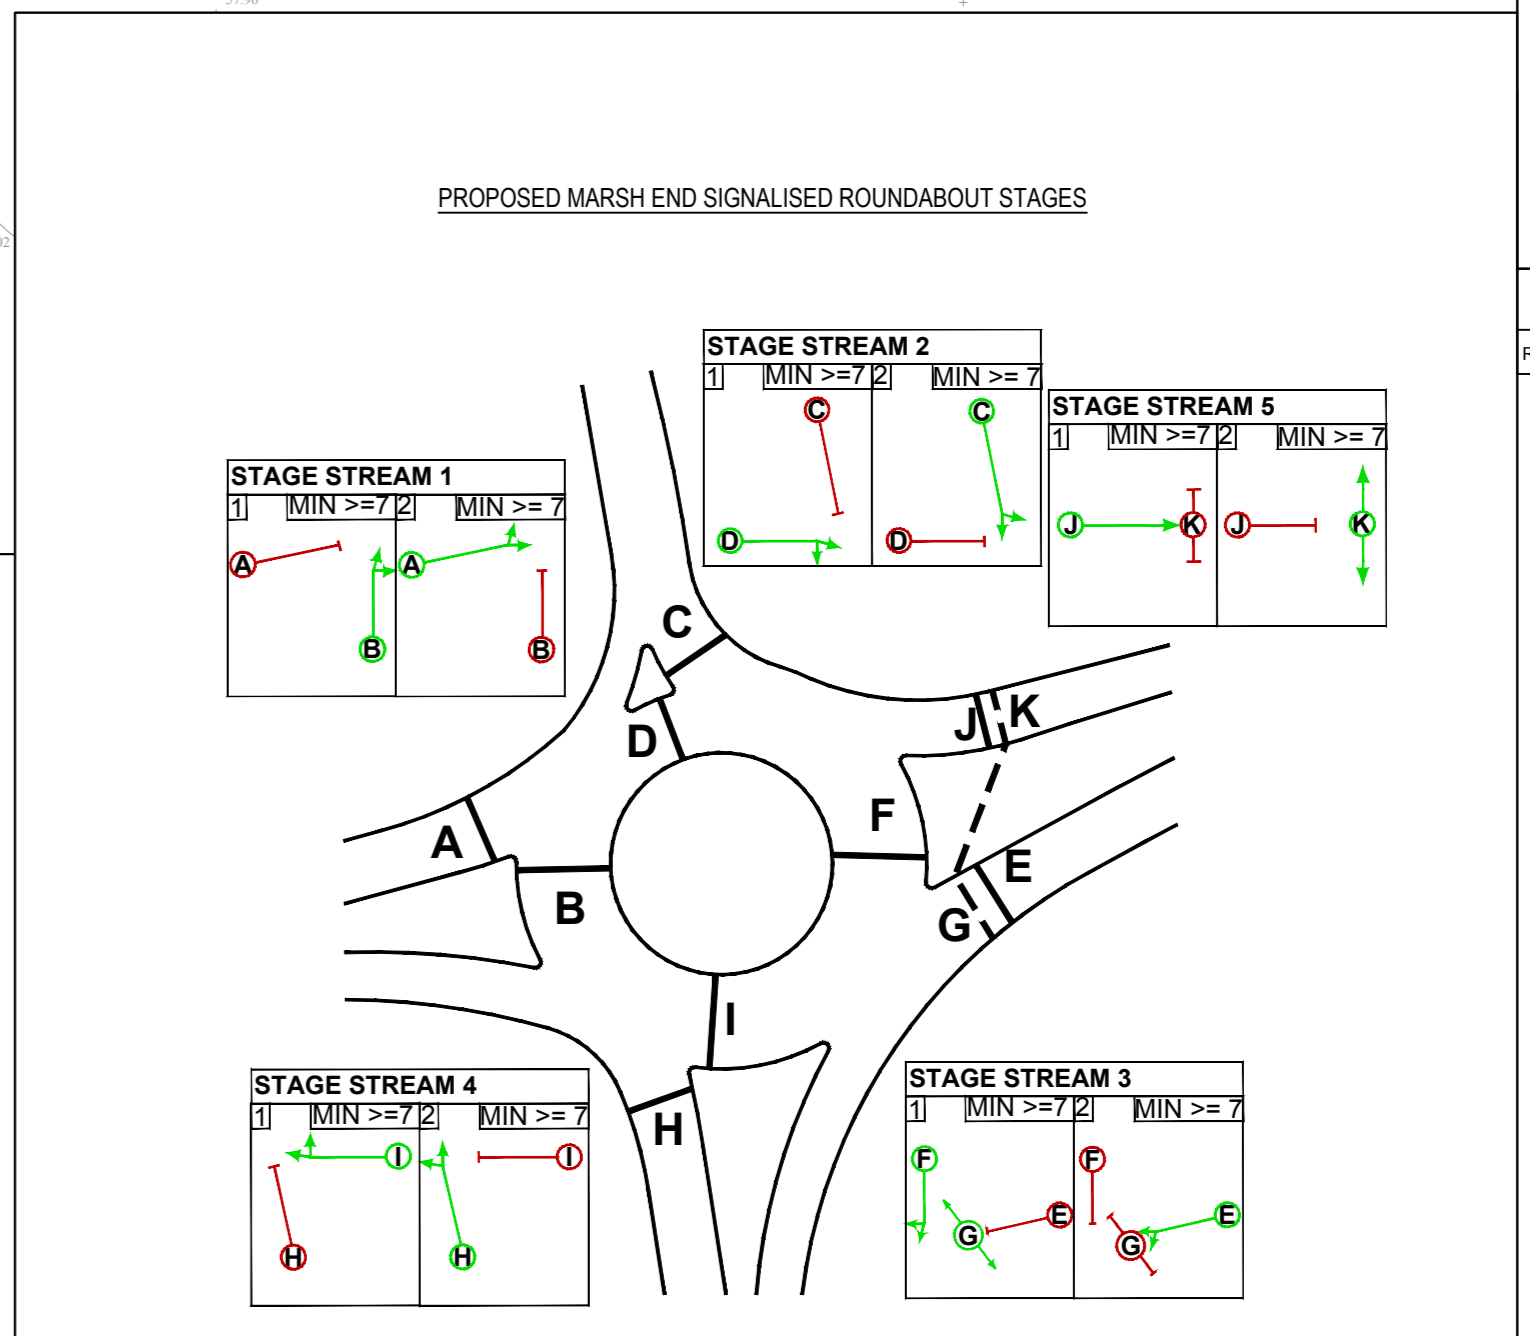 37.90
PROPOSED MARSH END SIGNALISED ROUNDABOUT STAGES
STAGE STREAM 2
1 MIN >=7 2 MIN >= 7
C C
D D
STAGE STREAM 5
1 MIN >=7 2 MIN >= 7
J K J K
STAGE STREAM 1
1 MIN >=7 2 MIN >= 7
A A
B B
C
D
J K
F
A
E
B
G
I
H
STAGE STREAM 4
1 MIN >=7 2 MIN >= 7
I I
H H
STAGE STREAM 3
1 MIN >=7 2 MIN >= 7
F F
E E
G G